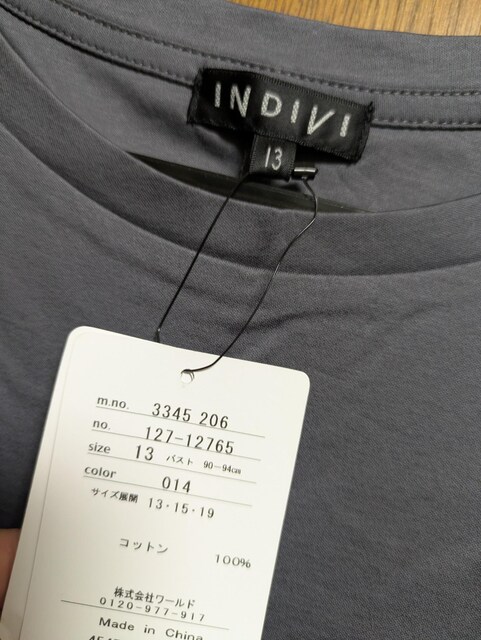 INDIVI
13
m.no. 3345 206
no. 127-12765
size 13 バスト 90-94cm
color 014
サイズ展開 13・15・19
コットン 100%
株式会社ワールド
0120-977-917
Made in China